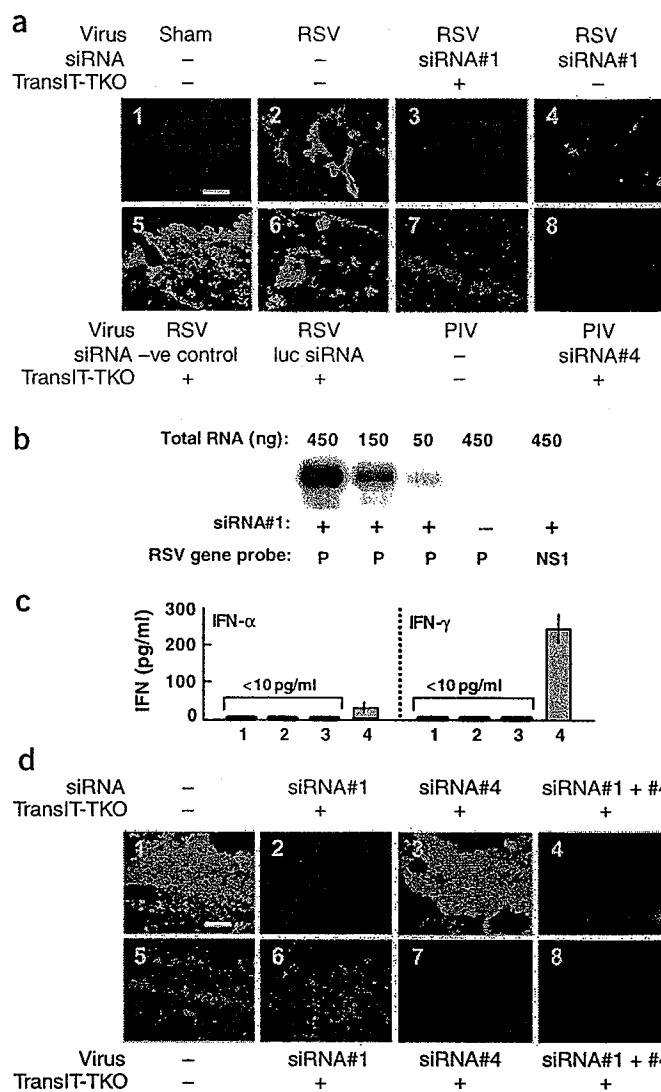 a
Virus Sham RSV RSV RSV
siRNA – – siRNA#1 siRNA#1
TransIT-TKO – – + –
1 2 3 4
5 6 7 8
Virus RSV RSV PIV PIV
siRNA –ve control luc siRNA – siRNA#4
TransIT-TKO + + – +
b
Total RNA (ng): 450 150 50 450 450
siRNA#1: + + + – +
RSV gene probe: P P P P NS1
c
IFN (pg/ml)
300
200
100
0
IFN-α IFN-γ
<10 pg/ml <10 pg/ml
1 2 3 4 1 2 3 4
d
siRNA – siRNA#1 siRNA#4 siRNA#1 + #4
TransIT-TKO + + +
1 2 3 4
5 6 7 8
Virus – siRNA#1 siRNA#4 siRNA#1 + #4
TransIT-TKO – + + +